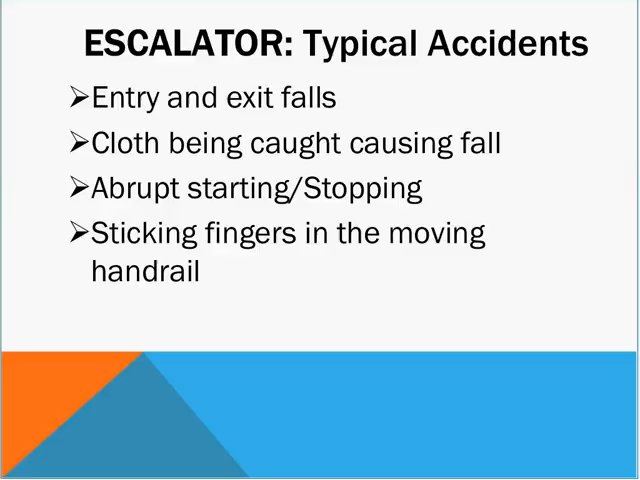 ESCALATOR: Typical Accidents
➢Entry and exit falls
➢Cloth being caught causing fall
➢Abrupt starting/Stopping
➢Sticking fingers in the moving
handrail